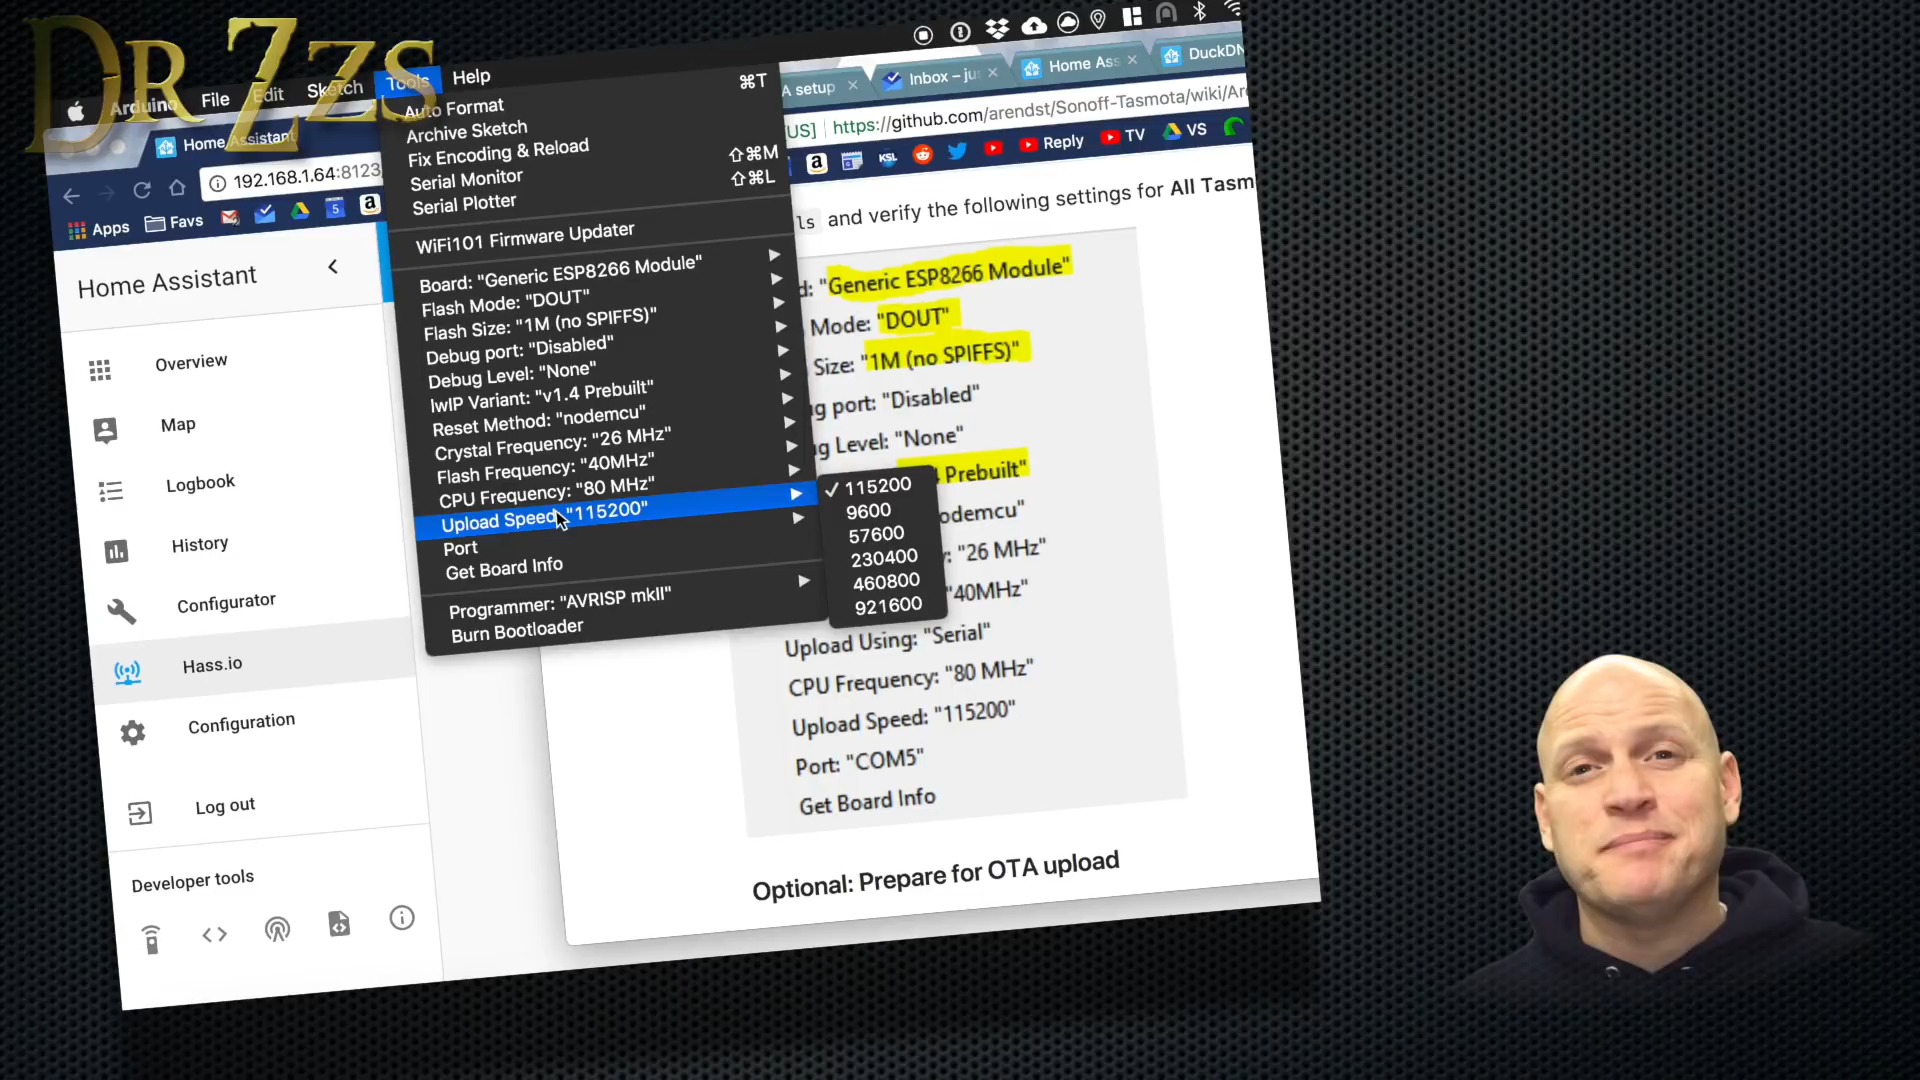 DrZzs
Arduino File Edit Sketch Tools Help
Auto Format ⌘T
Archive Sketch
Fix Encoding & Reload
Serial Monitor ⇧⌘M
Serial Plotter ⇧⌘L
WiFi101 Firmware Updater
Board: "Generic ESP8266 Module"
Flash Mode: "DOUT"
Flash Size: "1M (no SPIFFS)"
Debug port: "Disabled"
Debug Level: "None"
lwIP Variant: "v1.4 Prebuilt"
Reset Method: "nodemcu"
Crystal Frequency: "26 MHz"
Flash Frequency: "40MHz"
CPU Frequency: "80 MHz"
Upload Speed: "115200"
Port
Get Board Info
Programmer: "AVRISP mkII"
Burn Bootloader
✓ 115200
9600
57600
230400
460800
921600
Home Assistant
192.168.1.64:8123
Apps Favs
Home Assistant
Overview
Map
Logbook
History
Configurator
Hass.io
Configuration
Log out
Developer tools
A setup Inbox – ju Home Ass DuckDN
US] https://github.com/arendst/Sonoff-Tasmota/wiki/Ar
KSL Reply TV VS
ls and verify the following settings for All Tasm
d: "Generic ESP8266 Module"
Mode: "DOUT"
Size: "1M (no SPIFFS)"
g port: "Disabled"
g Level: "None"
Prebuilt"
odemcu"
: "26 MHz"
"40MHz"
Upload Using: "Serial"
CPU Frequency: "80 MHz"
Upload Speed: "115200"
Port: "COM5"
Get Board Info
Optional: Prepare for OTA upload